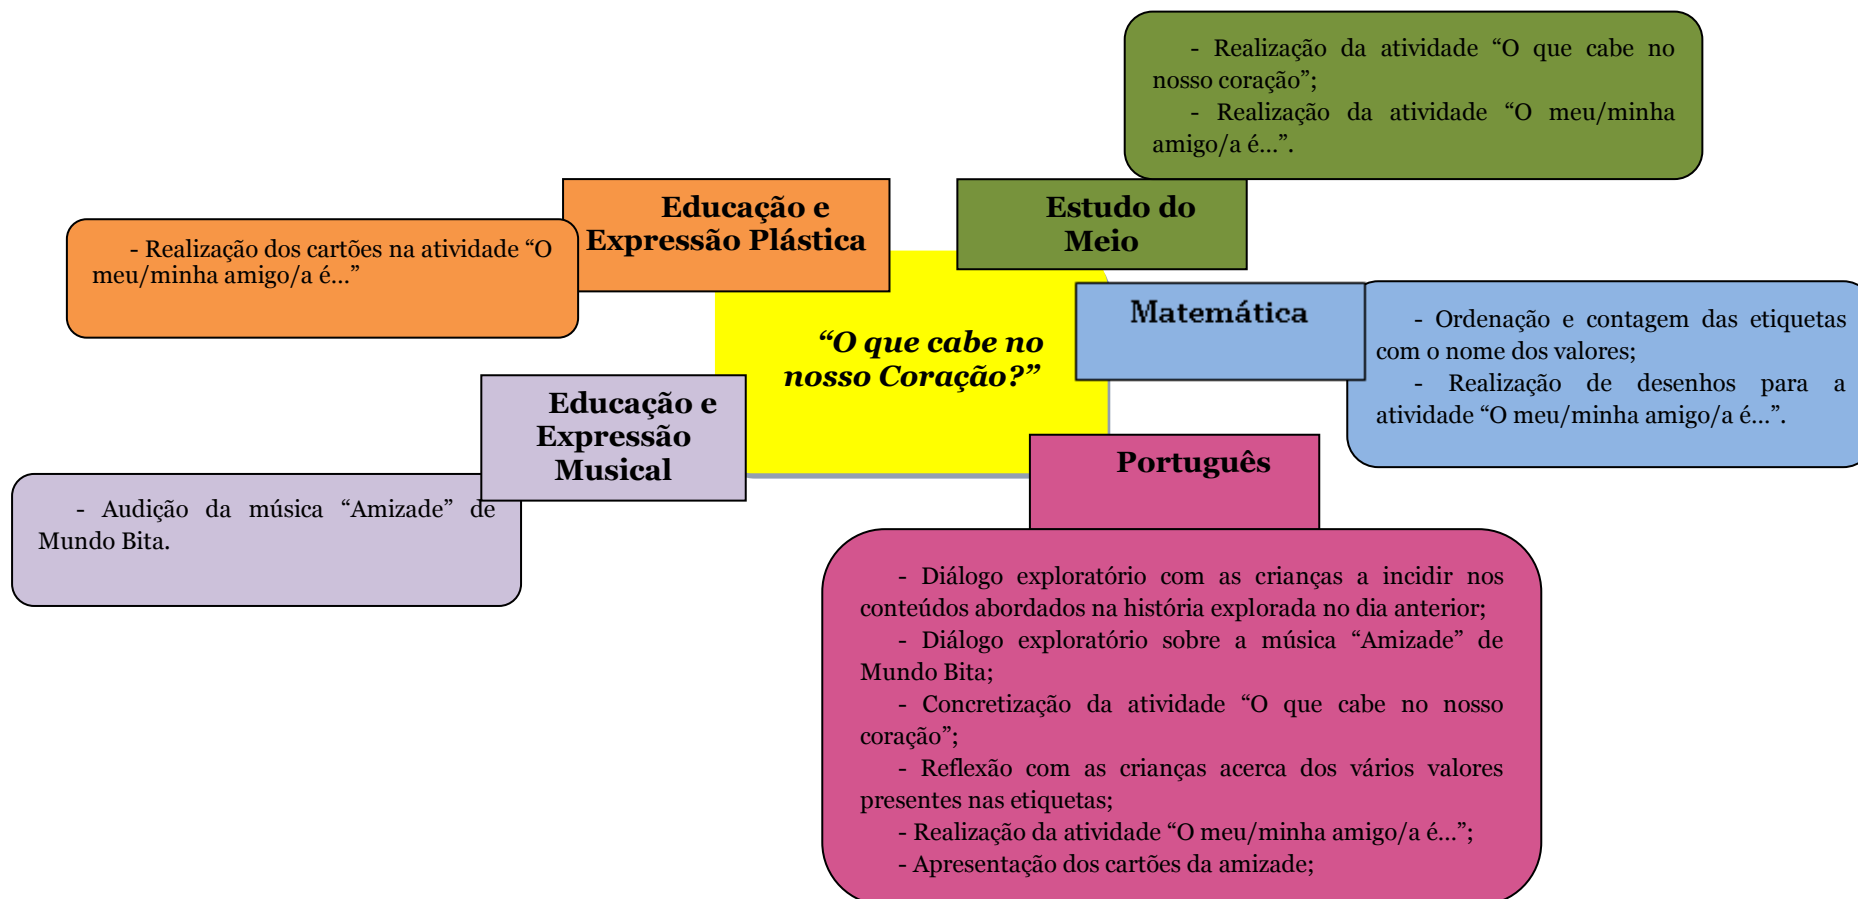 - Realização da atividade “O que cabe no
nosso coração”;
- Realização da atividade “O meu/minha
amigo/a é…”.
Educação e
Expressão Plástica
Estudo do
Meio
- Realização dos cartões na atividade “O
meu/minha amigo/a é…”
Matemática
- Ordenação e contagem das etiquetas
com o nome dos valores;
- Realização de desenhos para a
atividade “O meu/minha amigo/a é…”.
“O que cabe no
nosso Coração?”
Educação e
Expressão
Musical
Português
- Audição da música “Amizade” de
Mundo Bita.
- Diálogo exploratório com as crianças a incidir nos
conteúdos abordados na história explorada no dia anterior;
- Diálogo exploratório sobre a música “Amizade” de
Mundo Bita;
- Concretização da atividade “O que cabe no nosso
coração”;
- Reflexão com as crianças acerca dos vários valores
presentes nas etiquetas;
- Realização da atividade “O meu/minha amigo/a é…”;
- Apresentação dos cartões da amizade;